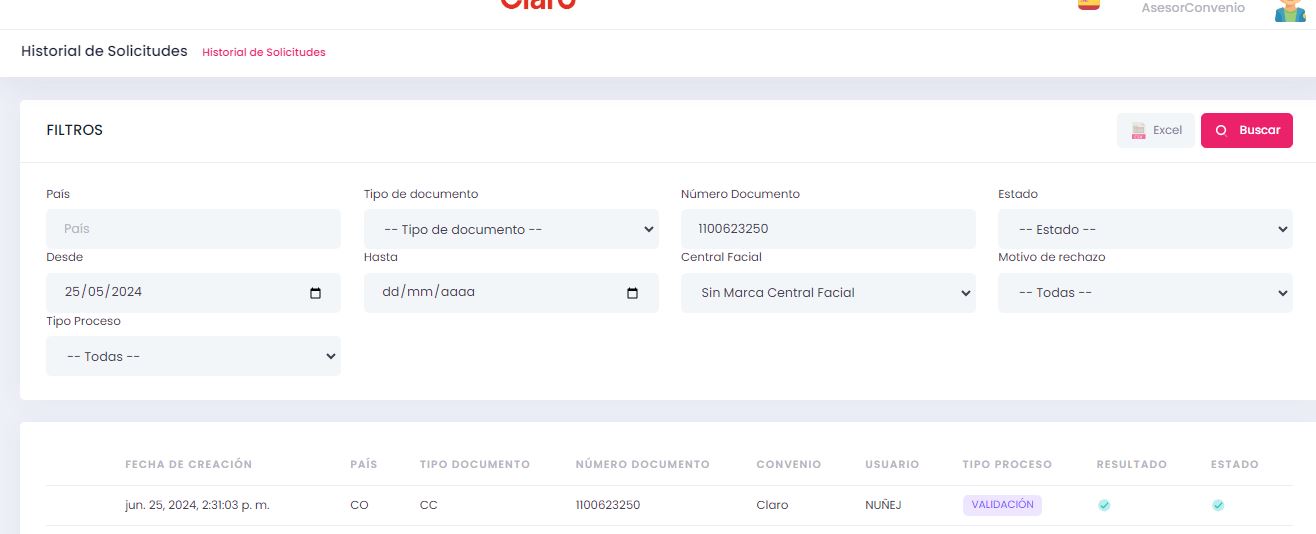 Claro
AsesorConvenio
Historial de Solicitudes Historial de Solicitudes
FILTROS Excel Buscar
País Tipo de documento Número Documento Estado
País -- Tipo de documento -- 1100623250 -- Estado --
Desde Hasta Central Facial Motivo de rechazo
25/05/2024 dd/mm/aaaa Sin Marca Central Facial -- Todas --
Tipo Proceso
-- Todas --
FECHA DE CREACIÓN PAÍS TIPO DOCUMENTO NÚMERO DOCUMENTO CONVENIO USUARIO TIPO PROCESO RESULTADO ESTADO
jun. 25, 2024, 2:31:03 p. m. CO CC 1100623250 Claro NUÑEJ VALIDACIÓN